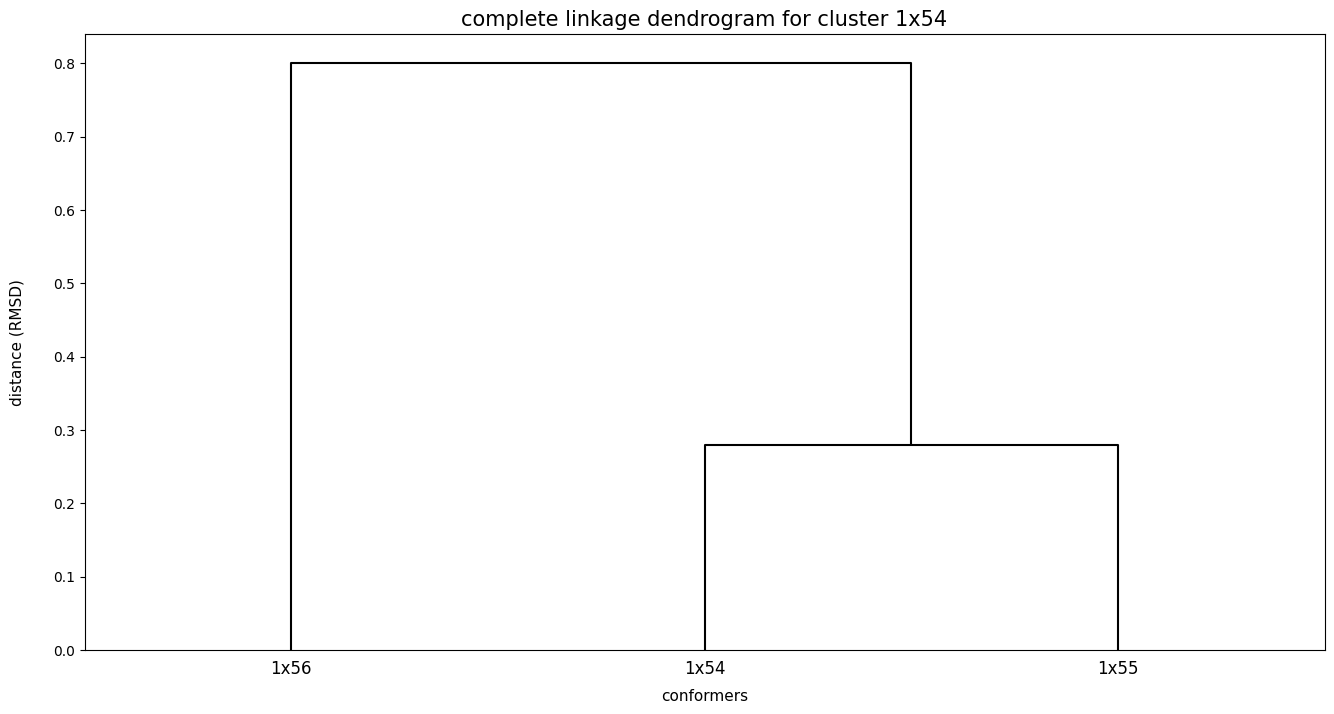 complete linkage dendrogram for cluster 1x54
0.8
0.7
0.6
0.5
0.4
0.3
0.2
0.1
0.0
distance (RMSD)
1x56 1x54 1x55
conformers